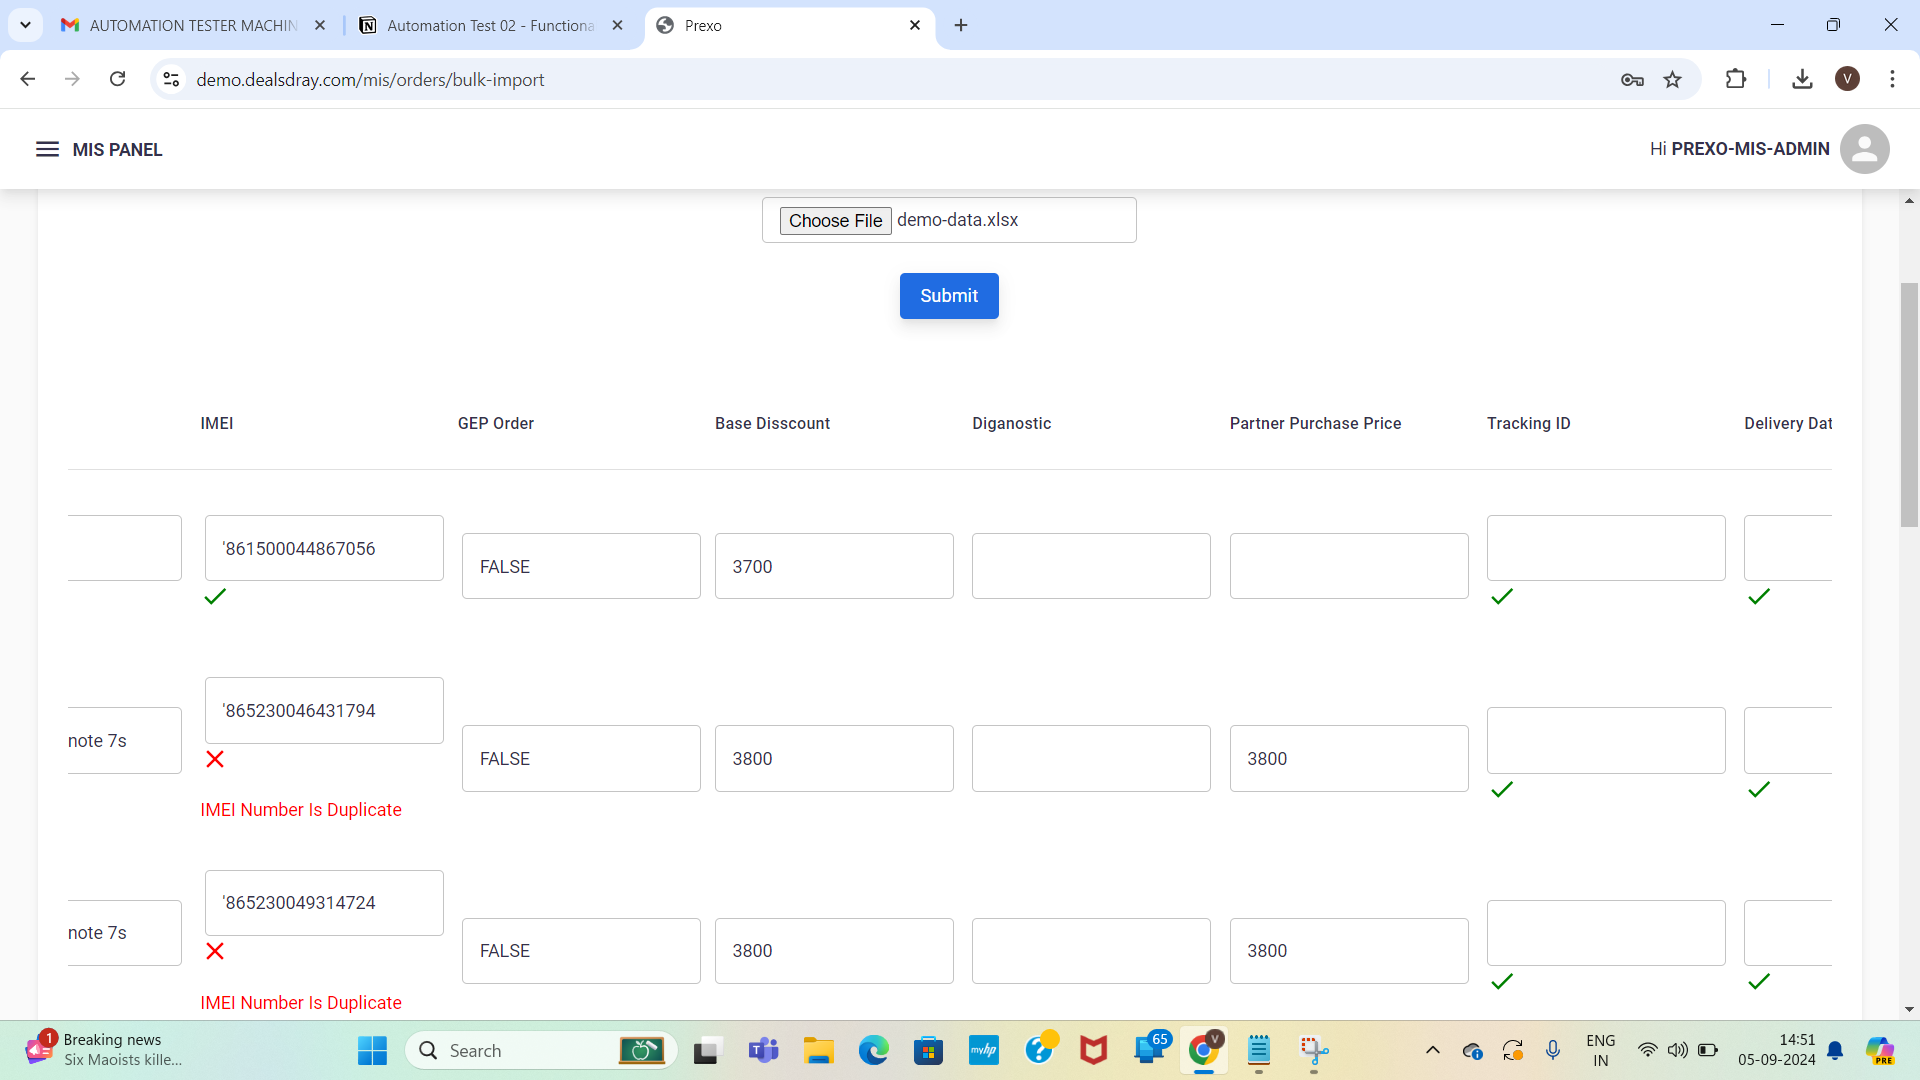 AUTOMATION TESTER MACHIN
Automation Test 02 - Functiona
Prexo
demo.dealsdray.com/mis/orders/bulk-import
V
MIS PANEL
Hi PREXO-MIS-ADMIN
Choose File demo-data.xlsx
Submit
IMEI GEP Order Base Disscount Diganostic Partner Purchase Price Tracking ID Delivery Dat
'861500044867056
FALSE 3700
note 7s '865230046431794
FALSE 3800 3800
IMEI Number Is Duplicate
note 7s '865230049314724
FALSE 3800 3800
IMEI Number Is Duplicate
1 Breaking news
Six Maoists kille...
Search
myhp
65
V
ENG
IN
14:51
05-09-2024
PRE